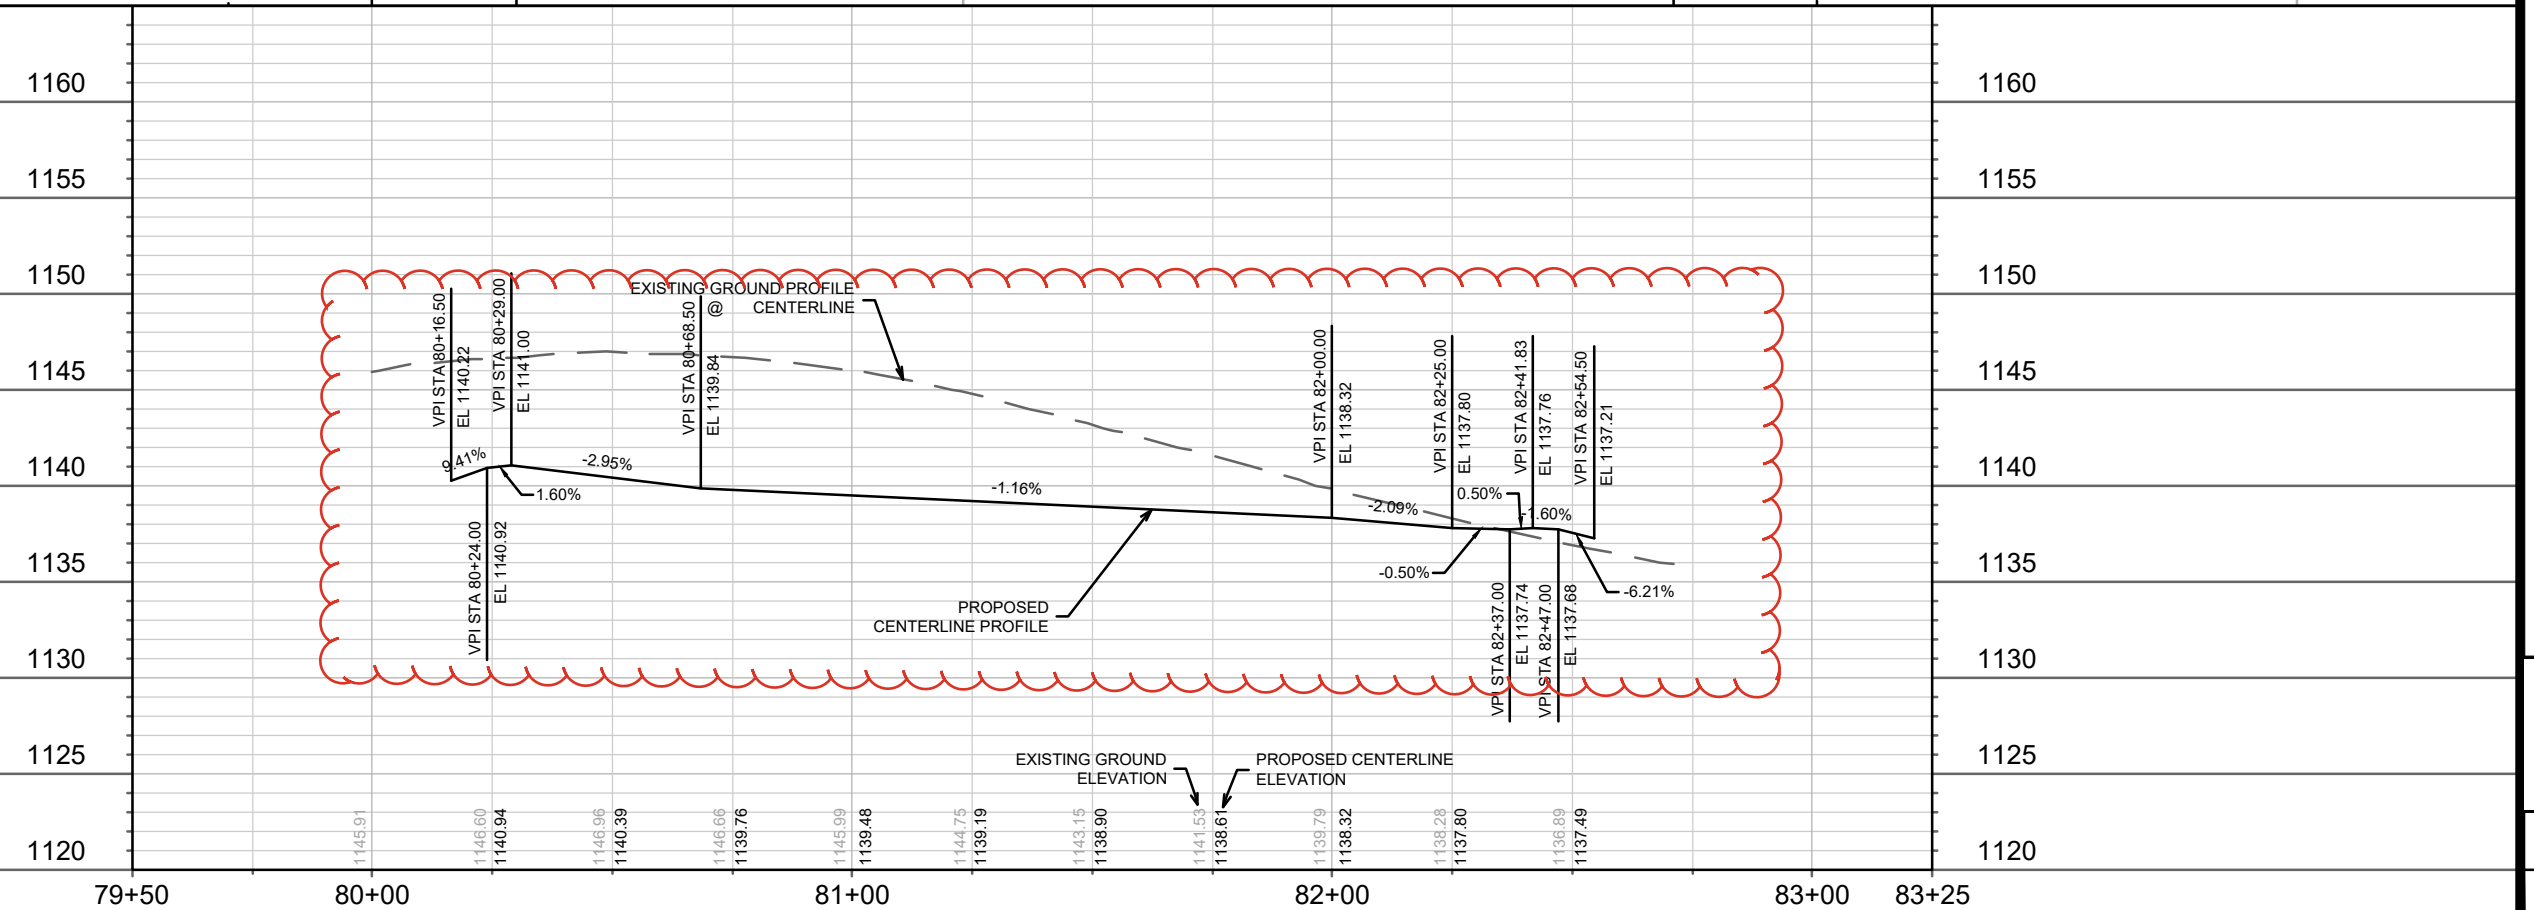 1160
1160
1155
1155
1150
1150
1145
1145
1140
1140
1135
1135
1130
1130
1125
1125
1120
1120
VPI STA 80+16.50
EL 1140.22
VPI STA 80+29.00
EL 1141.00
VPI STA 80+68.50
EL 1139.84
EXISTING GROUND PROFILE
@ CENTERLINE
VPI STA 82+00.00
EL 1138.32
VPI STA 82+25.00
EL 1137.80
VPI STA 82+41.83
EL 1137.76
VPI STA 82+54.50
EL 1137.21
9.41%
1.60%
-2.95%
-1.16%
-2.09%
0.50%
-1.60%
-0.50%
-6.21%
VPI STA 80+24.00
EL 1140.92
PROPOSED
CENTERLINE PROFILE
VPI STA 82+37.00
EL 1137.74
VPI STA 82+47.00
EL 1137.68
EXISTING GROUND
ELEVATION
PROPOSED CENTERLINE
ELEVATION
1145.91
1146.60
1140.94
1146.96
1140.39
1146.66
1139.76
1145.99
1139.48
1144.75
1139.19
1143.15
1138.90
1141.53
1138.61
1139.79
1138.32
1138.28
1137.80
1136.89
1137.49
79+50
80+00
81+00
82+00
83+00
83+25